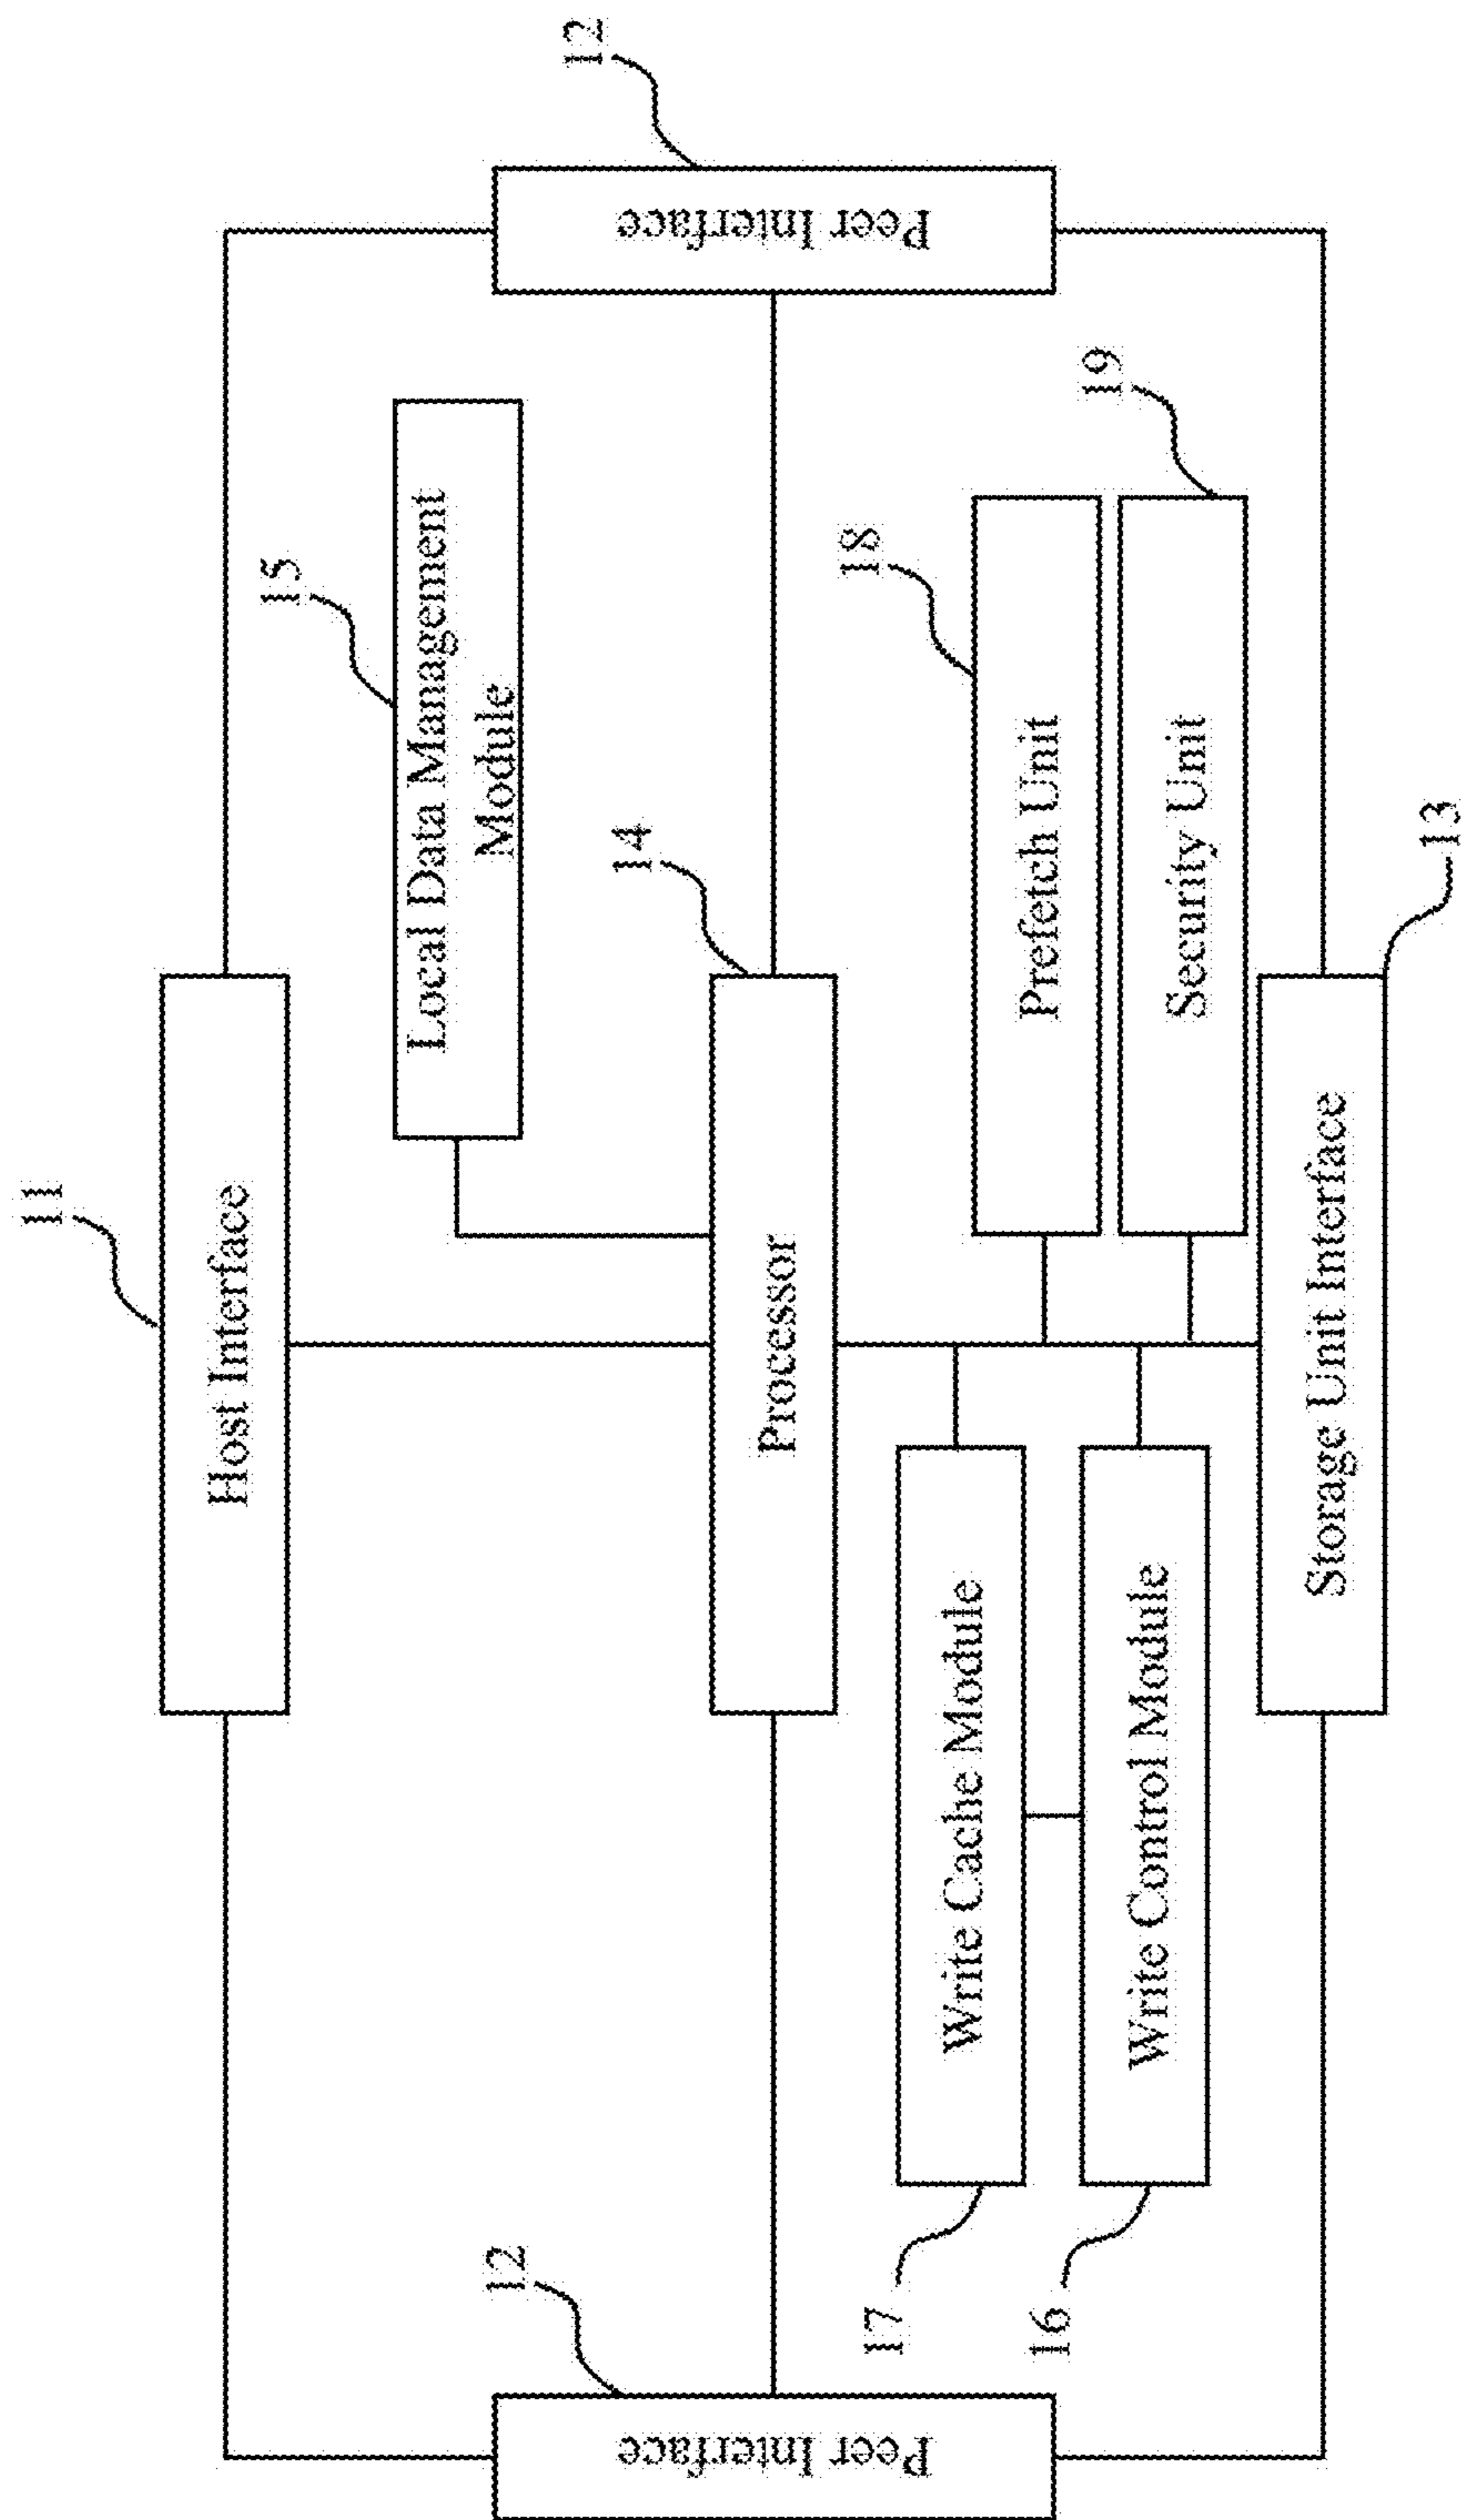 11
Host Interface
15
Local Data Management
Module
12
Peer Interface
12
Peer Interface
14
Processor
17
Write Cache Module
18
Prefetch Unit
16
Write Control Module
19
Security Unit
Storage Unit Interface
13